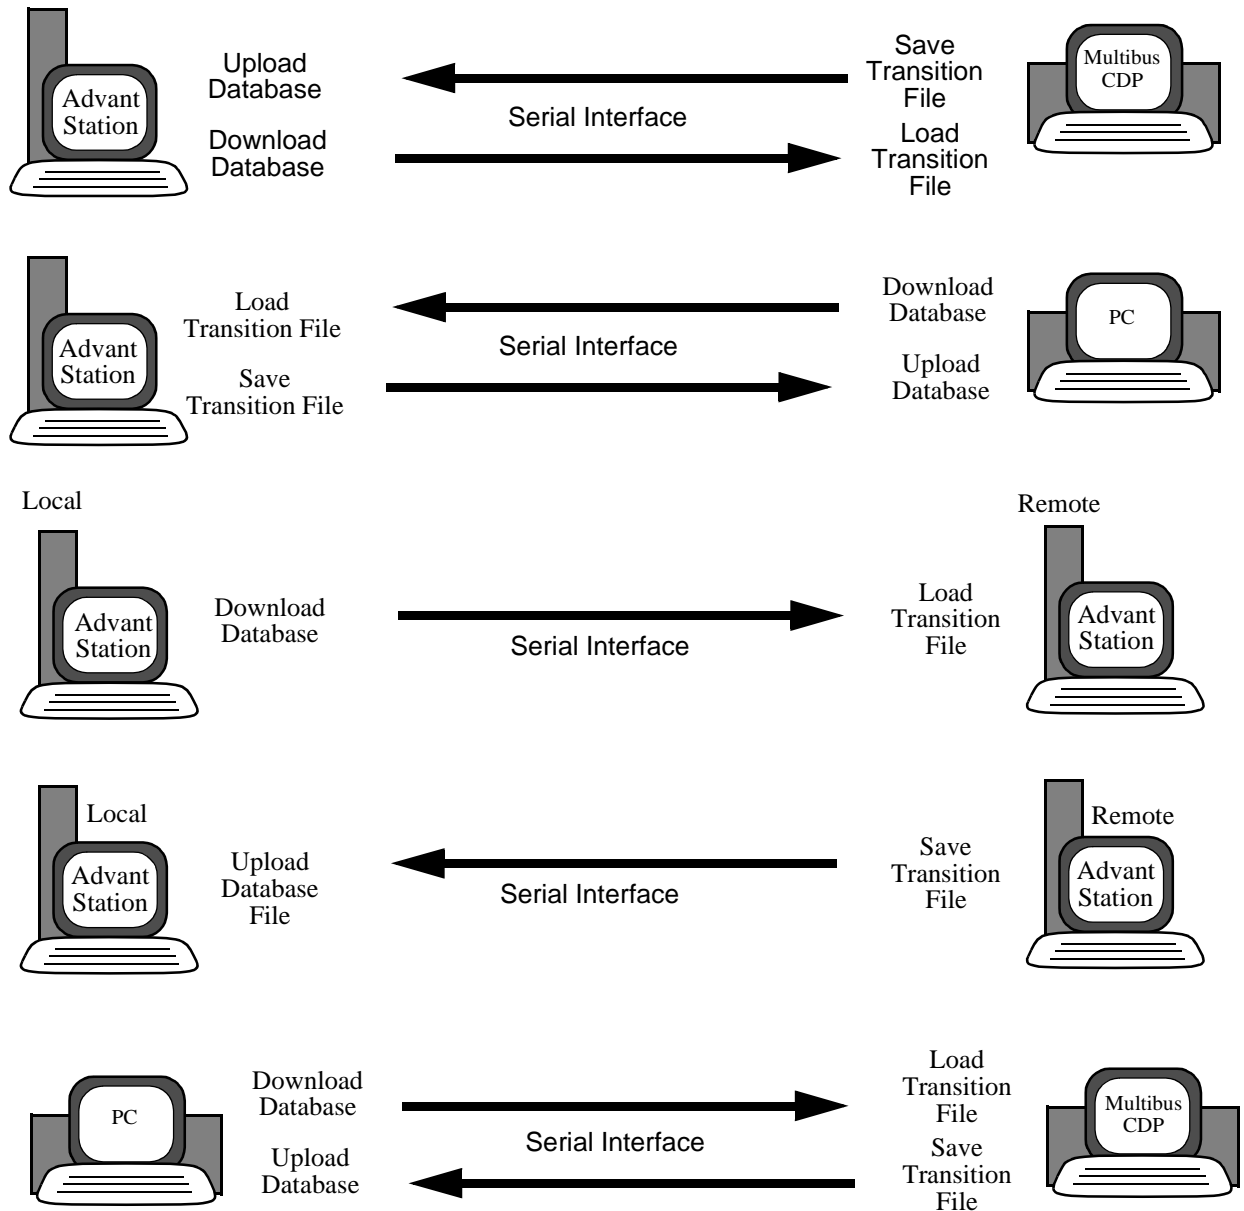 Advant
Station
Upload
Database
Download
Database
Serial Interface
Save
Transition
File
Load
Transition
File
Multibus
CDP
Advant
Station
Load
Transition File
Save
Transition File
Serial Interface
Download
Database
Upload
Database
PC
Local
Advant
Station
Download
Database
Serial Interface
Load
Transition
File
Remote
Advant
Station
Local
Advant
Station
Upload
Database
File
Serial Interface
Save
Transition
File
Remote
Advant
Station
PC
Download
Database
Upload
Database
Serial Interface
Load
Transition
File
Save
Transition
File
Multibus
CDP